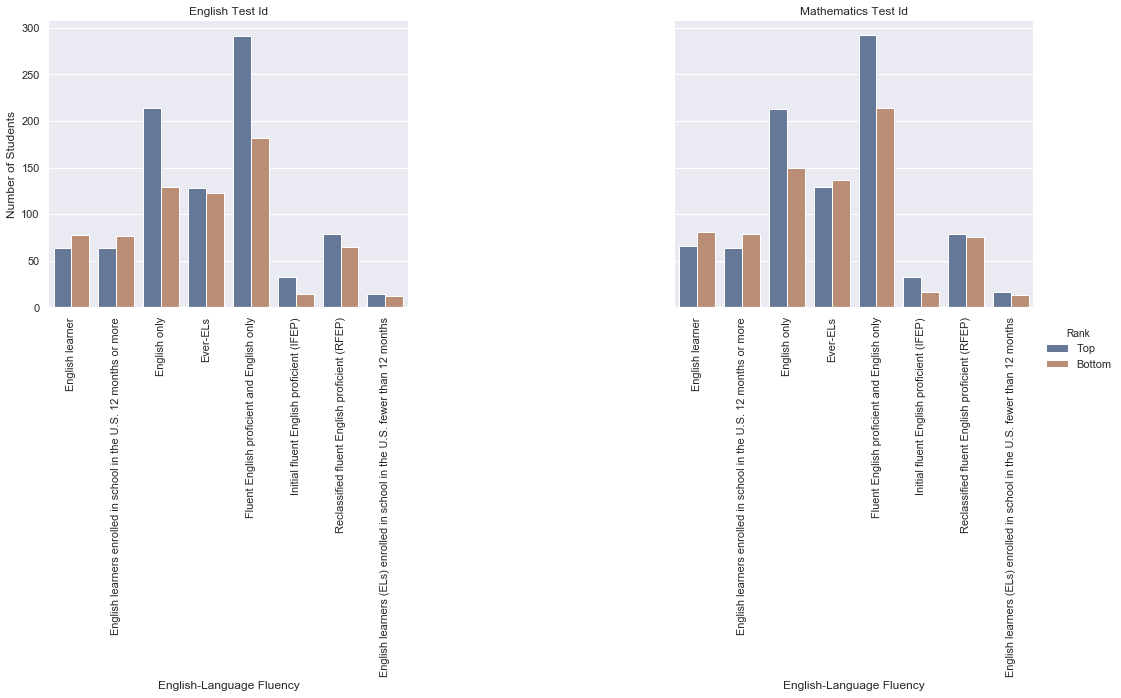 English Test Id
Mathematics Test Id
Number of Students
300
250
200
150
100
50
0
English learner
English learners enrolled in school in the U.S. 12 months or more
English only
Ever-ELs
Fluent English proficient and English only
Initial fluent English proficient (IFEP)
Reclassified fluent English proficient (RFEP)
English learners (ELs) enrolled in school in the U.S. fewer than 12 months
English-Language Fluency
English learner
English learners enrolled in school in the U.S. 12 months or more
English only
Ever-ELs
Fluent English proficient and English only
Initial fluent English proficient (IFEP)
Reclassified fluent English proficient (RFEP)
English learners (ELs) enrolled in school in the U.S. fewer than 12 months
English-Language Fluency
Rank
Top
Bottom